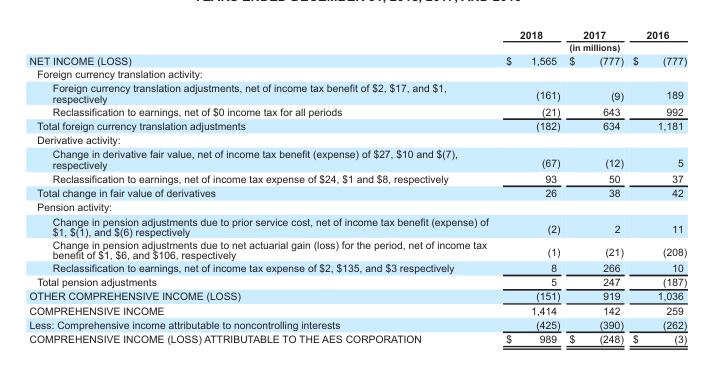 2018 2017 2016
(in millions)
NET INCOME (LOSS) $ 1,565 $ (777) $ (777)
Foreign currency translation activity:
Foreign currency translation adjustments, net of income tax benefit of $2, $17, and $1,
respectively (161) (9) 189
Reclassification to earnings, net of $0 income tax for all periods (21) 643 992
Total foreign currency translation adjustments (182) 634 1,181
Derivative activity:
Change in derivative fair value, net of income tax benefit (expense) of $27, $10 and $(7),
respectively (67) (12) 5
Reclassification to earnings, net of income tax expense of $24, $1 and $8, respectively 93 50 37
Total change in fair value of derivatives 26 38 42
Pension activity:
Change in pension adjustments due to prior service cost, net of income tax benefit (expense) of
$1, $(1), and $(6) respectively (2) 2 11
Change in pension adjustments due to net actuarial gain (loss) for the period, net of income tax
benefit of $1, $6, and $106, respectively (1) (21) (208)
Reclassification to earnings, net of income tax expense of $2, $135, and $3 respectively 8 266 10
Total pension adjustments 5 247 (187)
OTHER COMPREHENSIVE INCOME (LOSS) (151) 919 1,036
COMPREHENSIVE INCOME 1,414 142 259
Less: Comprehensive income attributable to noncontrolling interests (425) (390) (262)
COMPREHENSIVE INCOME (LOSS) ATTRIBUTABLE TO THE AES CORPORATION $ 989 $ (248) $ (3)